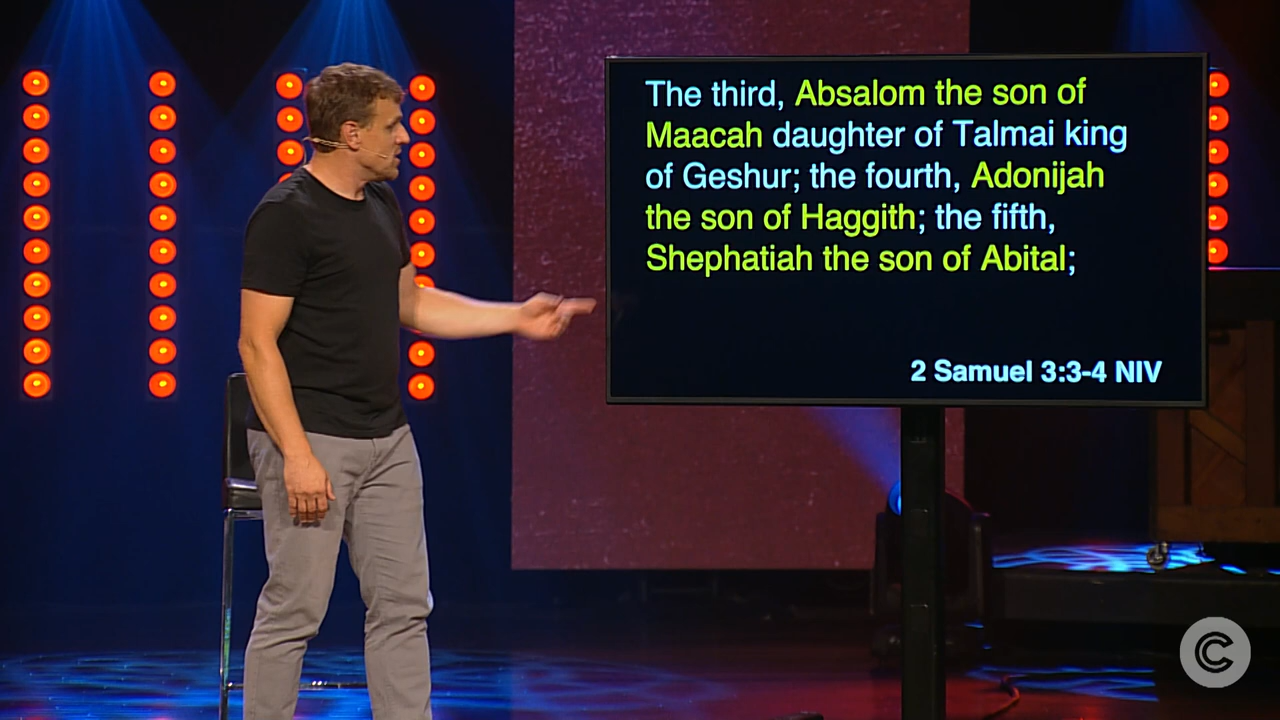 The third, Absalom the son of
Maacah daughter of Talmai king
of Geshur; the fourth, Adonijah
the son of Haggith; the fifth,
Shephatiah the son of Abital;
2 Samuel 3:3-4 NIV
C